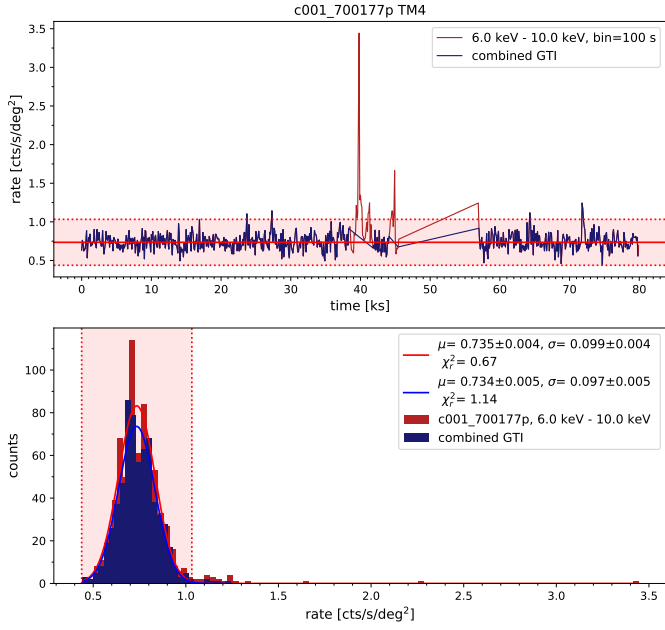 c001_700177p TM4
rate [cts/s/deg²]
3.5
3.0
2.5
2.0
1.5
1.0
0.5
6.0 keV - 10.0 keV, bin=100 s
combined GTI
0 10 20 30 40 50 60 70 80
time [ks]
counts
100
80
60
40
20
0
μ= 0.735±0.004, σ= 0.099±0.004
χ²ᵣ= 0.67
μ= 0.734±0.005, σ= 0.097±0.005
χ²ᵣ= 1.14
c001_700177p, 6.0 keV - 10.0 keV
combined GTI
0.5 1.0 1.5 2.0 2.5 3.0 3.5
rate [cts/s/deg²]